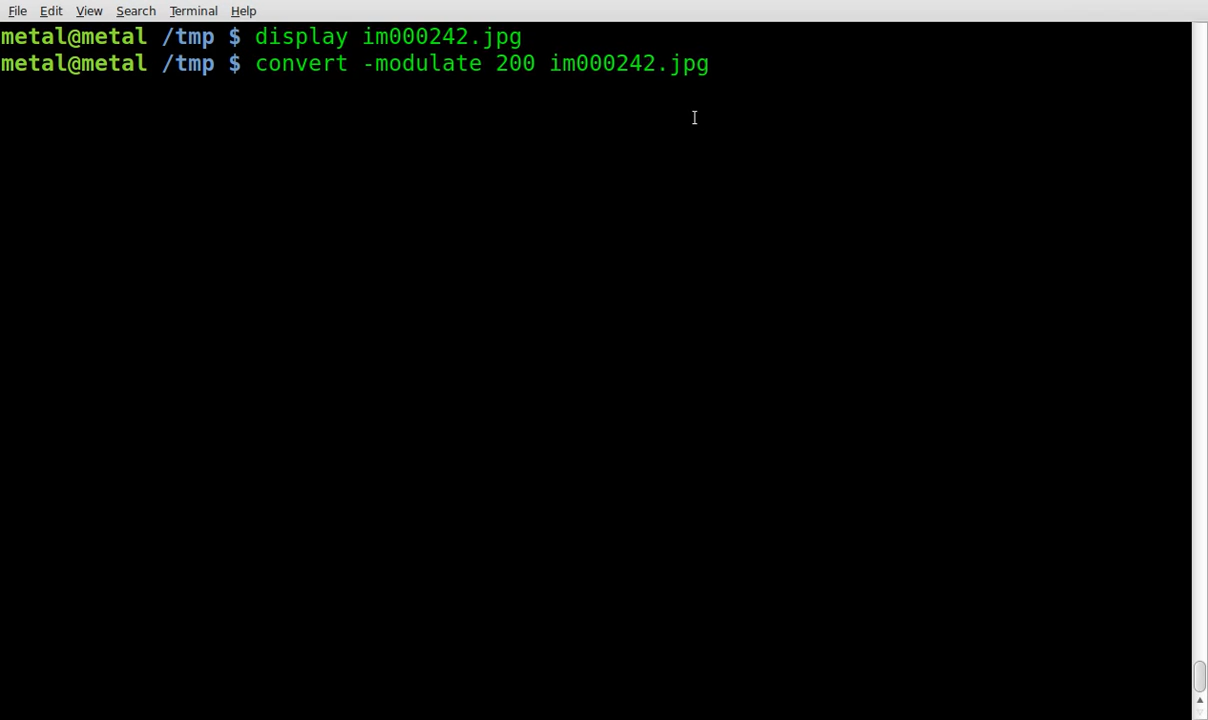 File Edit View Search Terminal Help
metal@metal /tmp $ display im000242.jpg
metal@metal /tmp $ convert -modulate 200 im000242.jpg